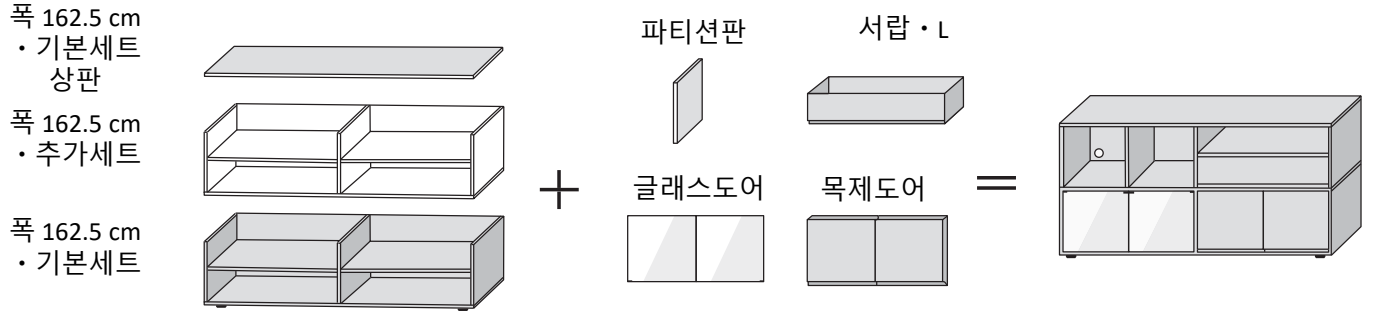 폭 162.5 cm
・기본세트
상판
폭 162.5 cm
・추가세트
폭 162.5 cm
・기본세트
파티션판
서랍・L
글래스도어
목제도어